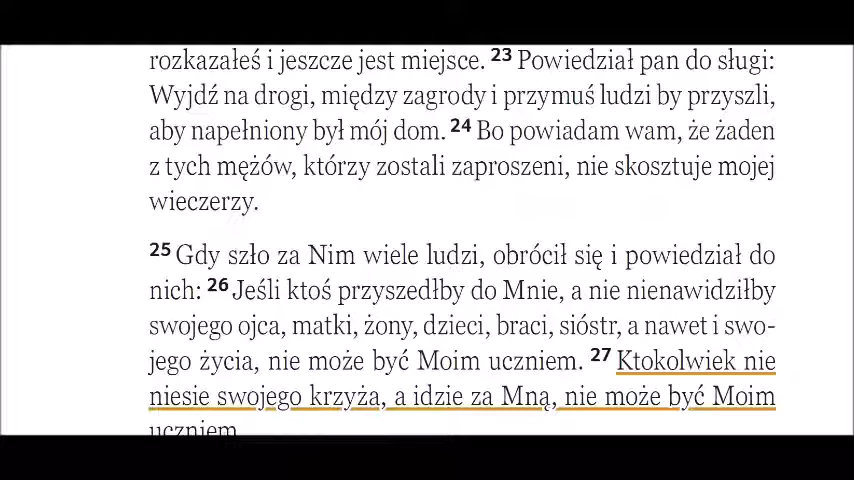 rozkazałeś i jeszcze jest miejsce. 23 Powiedział pan do sługi:
Wyjdź na drogi, między zagrody i przymuś ludzi by przyszli,
aby napełniony był mój dom. 24 Bo powiadam wam, że żaden
z tych mężów, którzy zostali zaproszeni, nie skosztuje mojej
wieczerzy.
25 Gdy szło za Nim wiele ludzi, obrócił się i powiedział do
nich: 26 Jeśli ktoś przyszedłby do Mnie, a nie nienawidziłby
swojego ojca, matki, żony, dzieci, braci, sióstr, a nawet i swo-
jego życia, nie może być Moim uczniem. 27 Ktokolwiek nie
niesie swojego krzyża, a idzie za Mną, nie może być Moim
uczniem